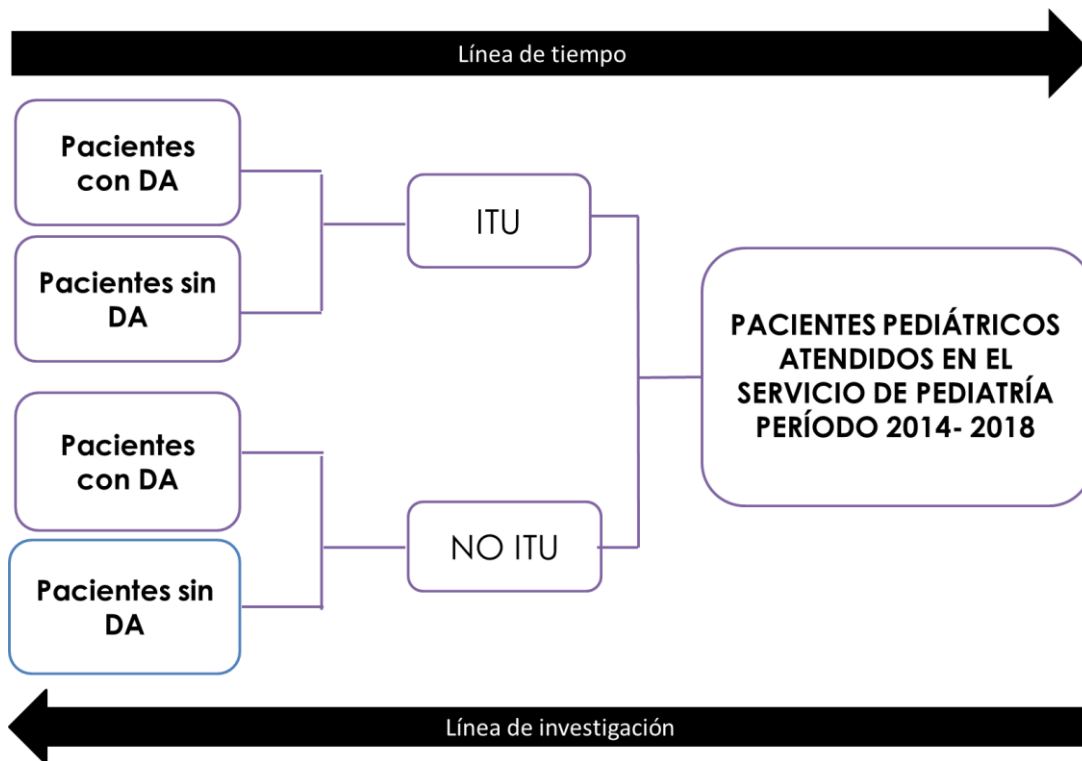 Línea de tiempo
Pacientes
con DA
Pacientes sin
DA
ITU
PACIENTES PEDIÁTRICOS
ATENDIDOS EN EL
SERVICIO DE PEDIATRÍA
PERÍODO 2014- 2018
Pacientes
con DA
Pacientes sin
DA
NO ITU
Línea de investigación